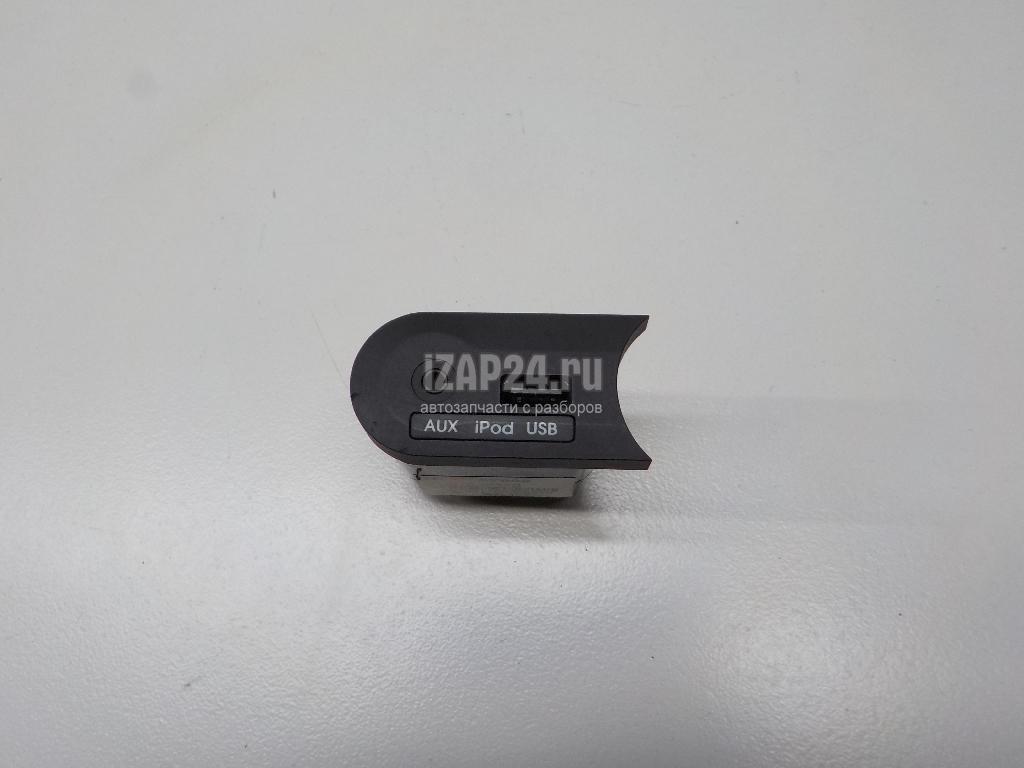 iZAP24.ru
автозапчасти с разборов
AUX iPod USB